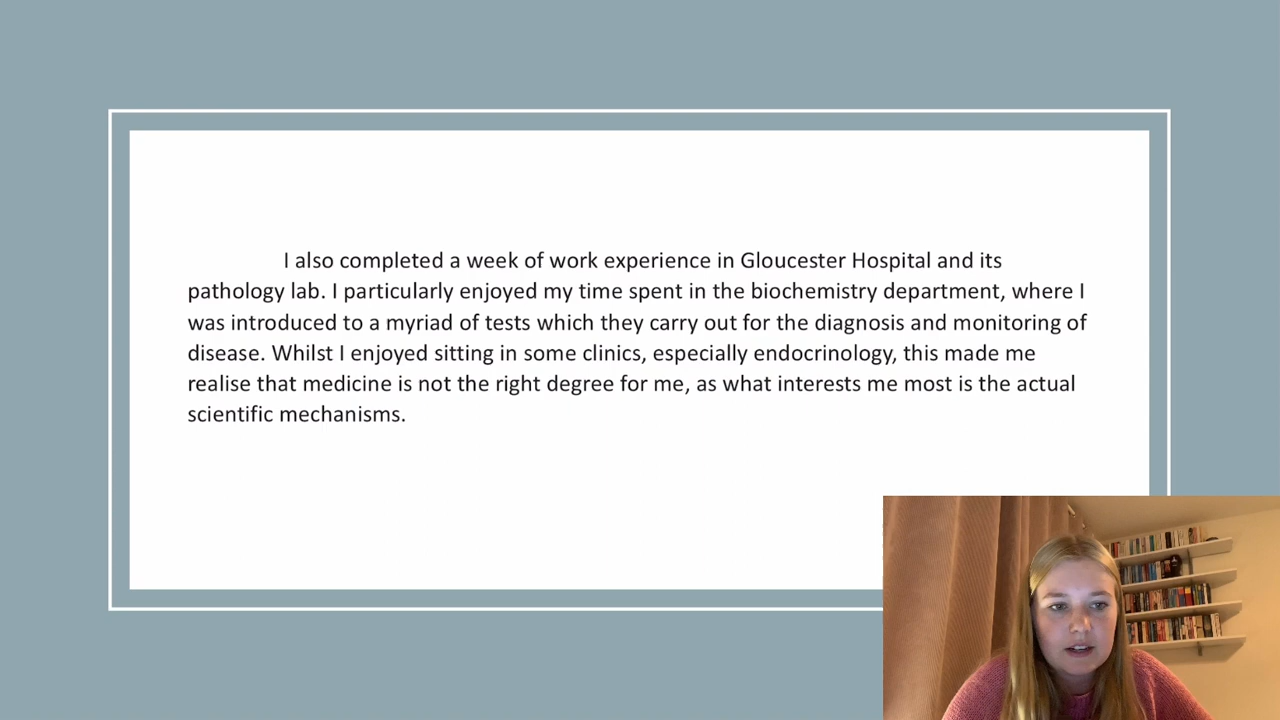 I also completed a week of work experience in Gloucester Hospital and its
pathology lab. I particularly enjoyed my time spent in the biochemistry department, where I
was introduced to a myriad of tests which they carry out for the diagnosis and monitoring of
disease. Whilst I enjoyed sitting in some clinics, especially endocrinology, this made me
realise that medicine is not the right degree for me, as what interests me most is the actual
scientific mechanisms.